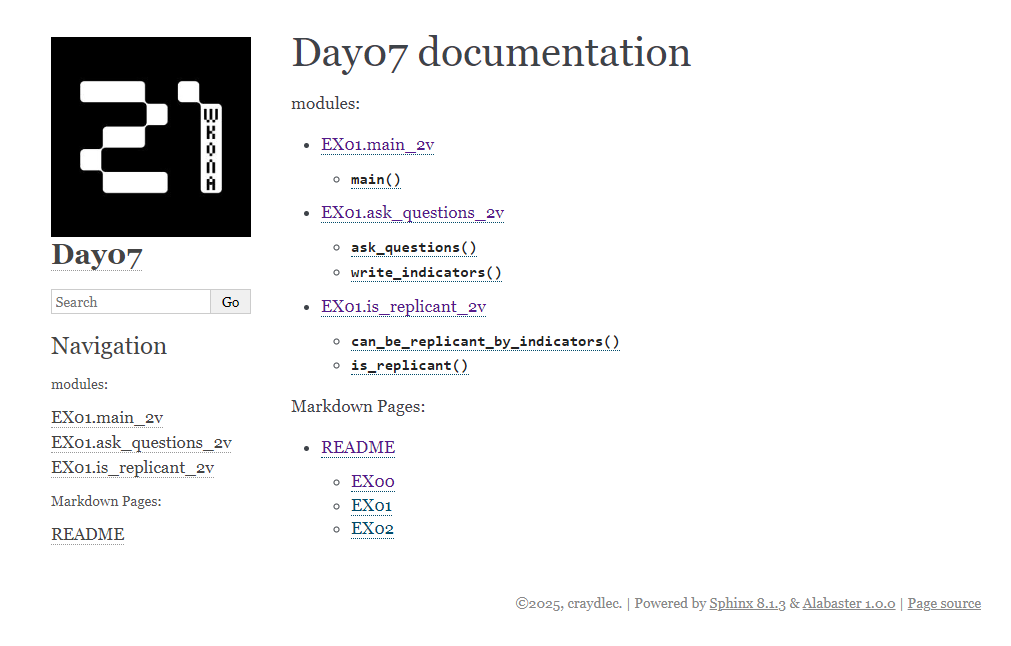 21
ШКОЛА
Day07
Search
Go
Navigation
modules:
EX01.main_2v
EX01.ask_questions_2v
EX01.is_replicant_2v
Markdown Pages:
README
Day07 documentation
modules:
EX01.main_2v
main()
EX01.ask_questions_2v
ask_questions()
write_indicators()
EX01.is_replicant_2v
can_be_replicant_by_indicators()
is_replicant()
Markdown Pages:
README
EX00
EX01
EX02
©2025, craydlec. | Powered by Sphinx 8.1.3 & Alabaster 1.0.0 | Page source